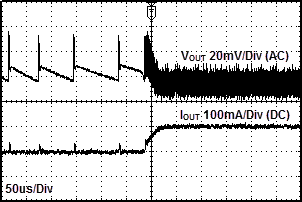 VOUT 20mV/Div (AC)
IOUT 100mA/Div (DC)
50us/Div